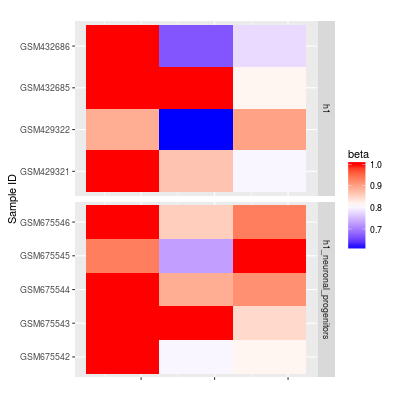 Sample ID
GSM432686
GSM432685
GSM429322
GSM429321
h1
GSM675546
GSM675545
GSM675544
GSM675543
GSM675542
h1_neuronal_progenitors
beta
1.0
0.9
0.8
0.7